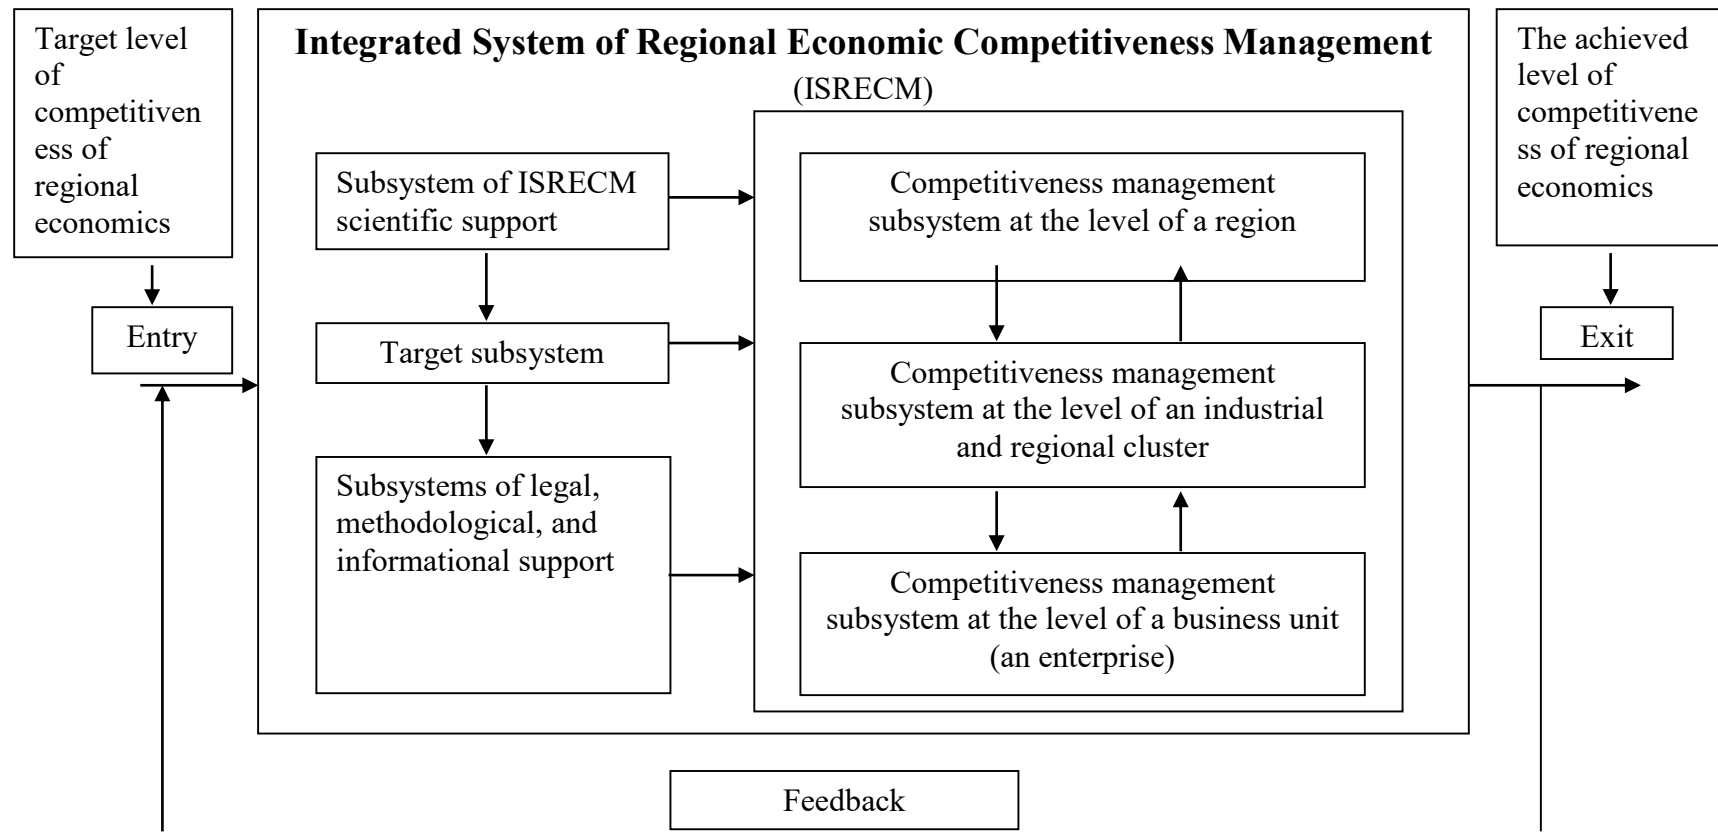 Target level
of
competitiven
ess of
regional
economics
Entry
Integrated System of Regional Economic Competitiveness Management
(ISRECM)
Subsystem of ISRECM
scientific support
Target subsystem
Subsystems of legal,
methodological, and
informational support
Competitiveness management
subsystem at the level of a region
Competitiveness management
subsystem at the level of an industrial
and regional cluster
Competitiveness management
subsystem at the level of a business unit
(an enterprise)
The achieved
level of
competitivene
ss of regional
economics
Exit
Feedback